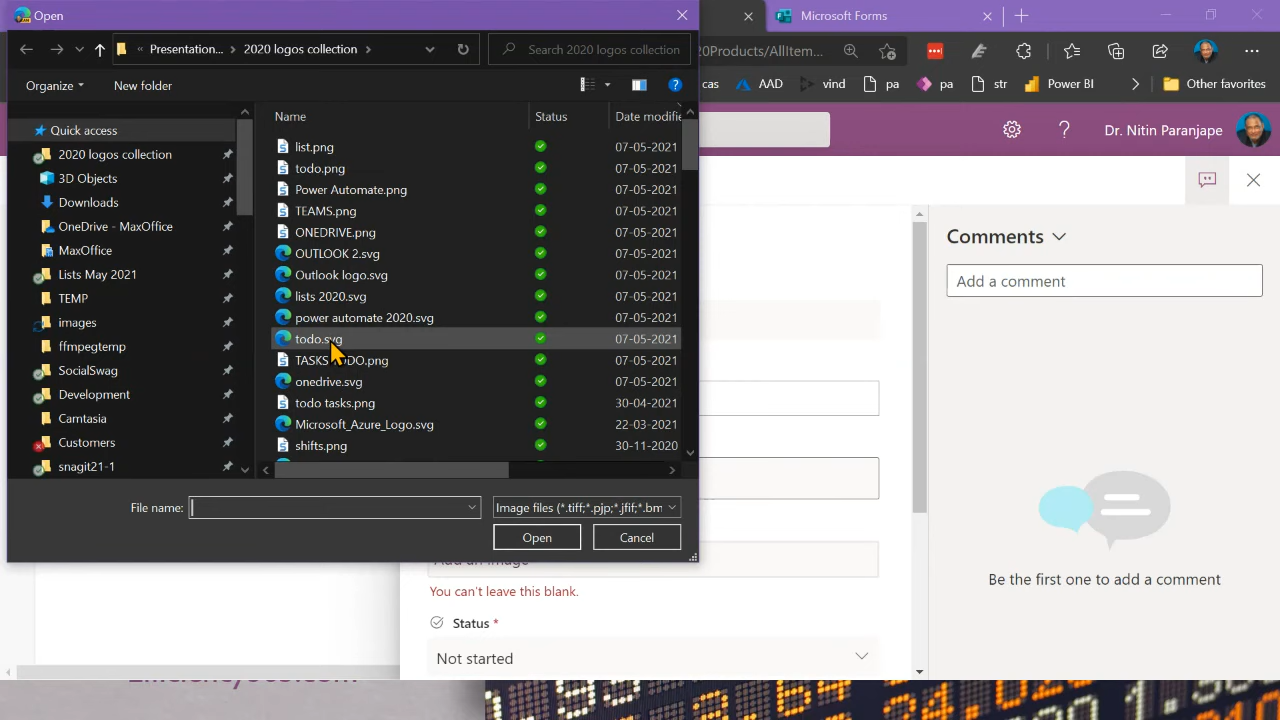 Open
Microsoft Forms
« Presentation... > 2020 logos collection >
Search 2020 logos collection
20Products/AllItem...
Organize
New folder
cas
AAD
vind
pa
pa
str
Power BI
Other favorites
Dr. Nitin Paranjape
Name
Status
Date modifie
Quick access
2020 logos collection
3D Objects
Downloads
OneDrive - MaxOffice
MaxOffice
Lists May 2021
TEMP
images
ffmpegtemp
SocialSwag
Development
Camtasia
Customers
snagit21-1
list.png 07-05-2021
todo.png 07-05-2021
Power Automate.png 07-05-2021
TEAMS.png 07-05-2021
ONEDRIVE.png 07-05-2021
OUTLOOK 2.svg 07-05-2021
Outlook logo.svg 07-05-2021
lists 2020.svg 07-05-2021
power automate 2020.svg 07-05-2021
todo.svg 07-05-2021
TASKS DO.png 07-05-2021
onedrive.svg 07-05-2021
todo tasks.png 30-04-2021
Microsoft_Azure_Logo.svg 22-03-2021
shifts.png 30-11-2020
File name:
Image files (*.tiff;*.pjp;*.jfif;*.bm
Open
Cancel
You can't leave this blank.
Status *
Not started
Comments
Add a comment
Be the first one to add a comment